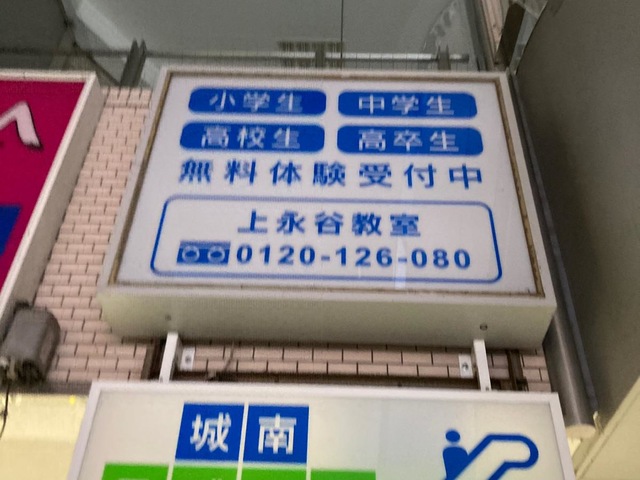 小学生 中学生
高校生 高卒生
無料体験受付中
上永谷教室
0120-126-080
城南